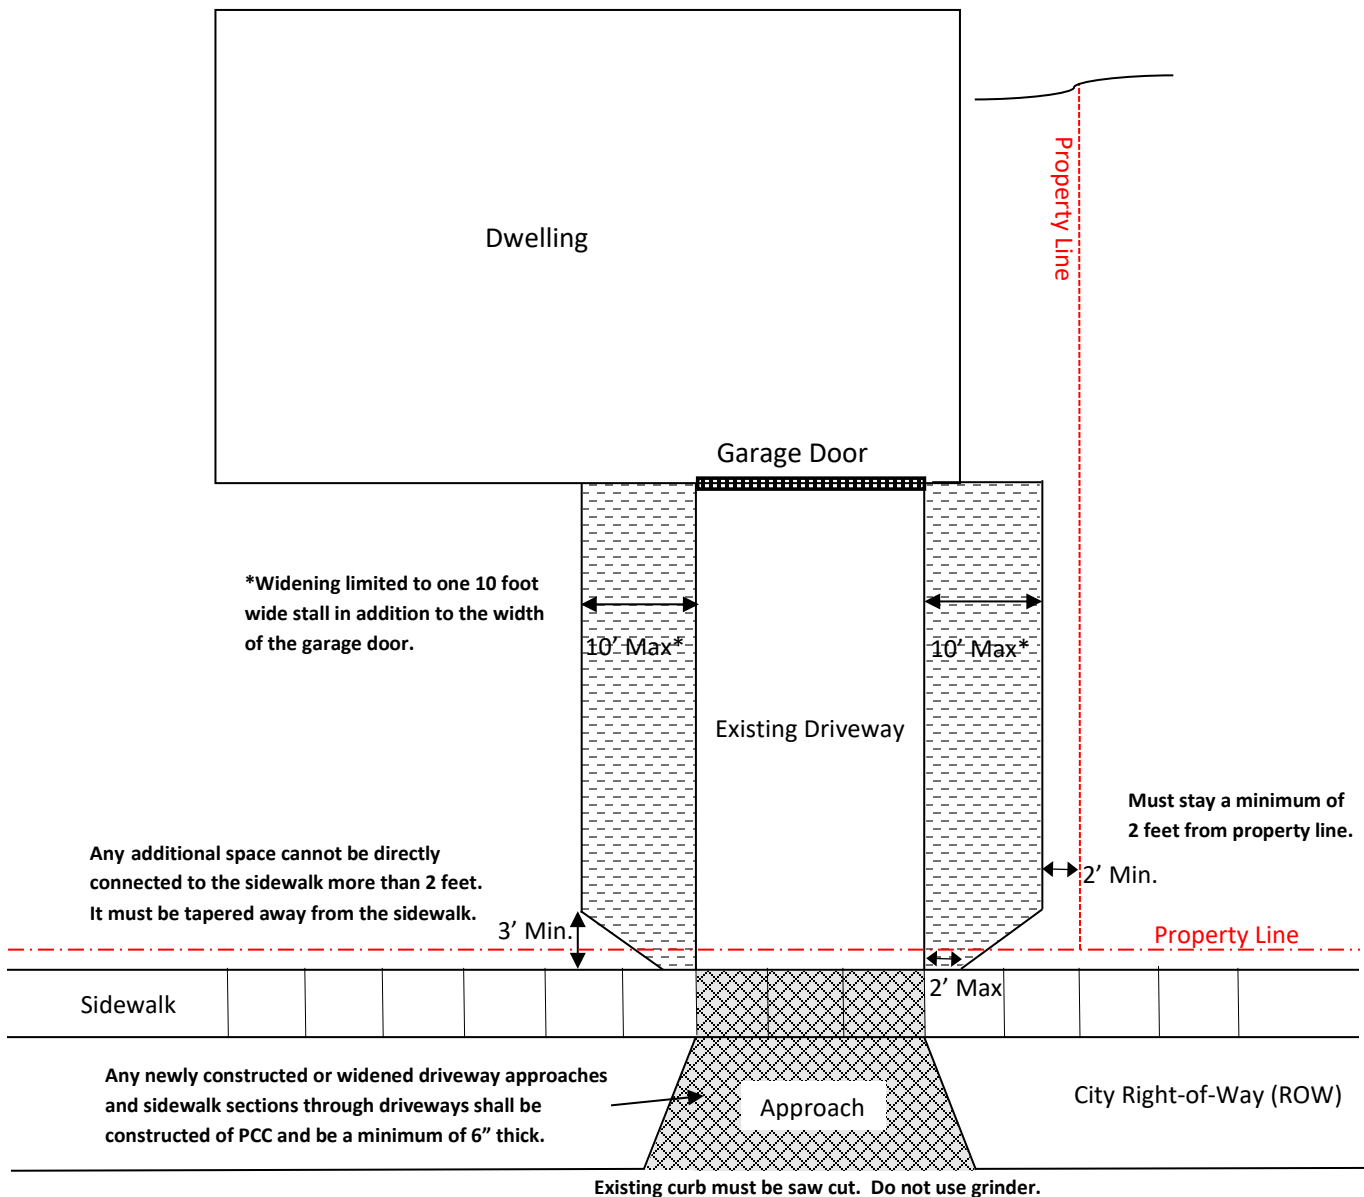 Property Line
Dwelling
Garage Door
*Widening limited to one 10 foot
wide stall in addition to the width
of the garage door.
10’ Max*
10’ Max*
Existing Driveway
Must stay a minimum of
2 feet from property line.
Any additional space cannot be directly
connected to the sidewalk more than 2 feet.
It must be tapered away from the sidewalk.
2’ Min.
3’ Min.
Property Line
2’ Max
Sidewalk
Any newly constructed or widened driveway approaches
and sidewalk sections through driveways shall be
constructed of PCC and be a minimum of 6” thick.
Approach
City Right-of-Way (ROW)
Existing curb must be saw cut.  Do not use grinder.